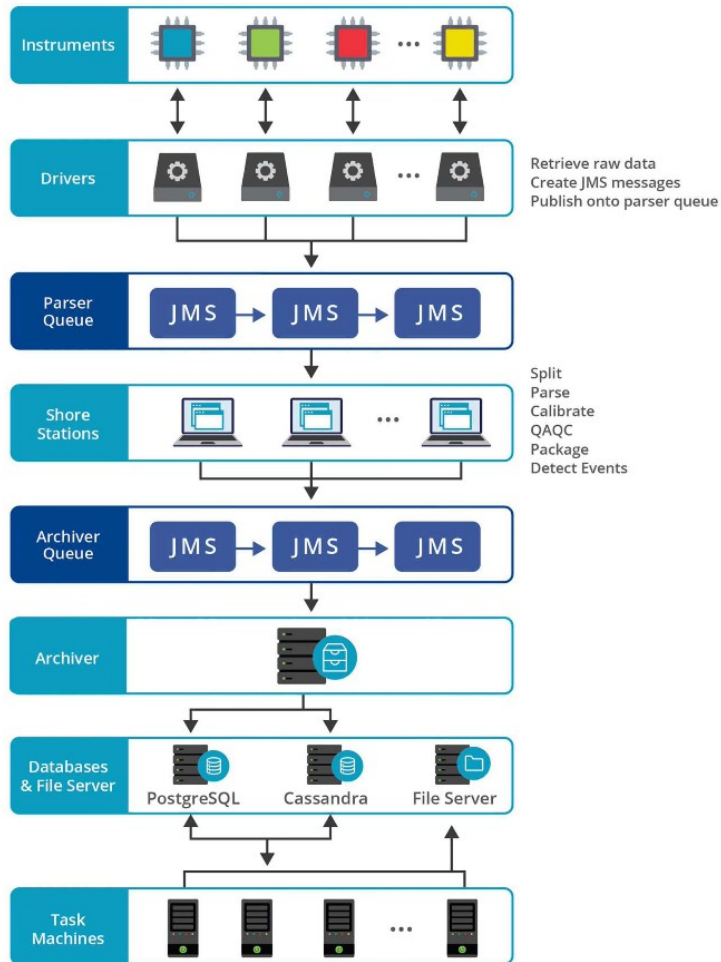 Instruments
Drivers
Retrieve raw data
Create JMS messages
Publish onto parser queue
Parser
Queue
JMS
JMS
JMS
Shore
Stations
Split
Parse
Calibrate
QAQC
Package
Detect Events
Archiver
Queue
JMS
JMS
JMS
Archiver
Databases
& File Server
PostgreSQL
Cassandra
File Server
Task
Machines